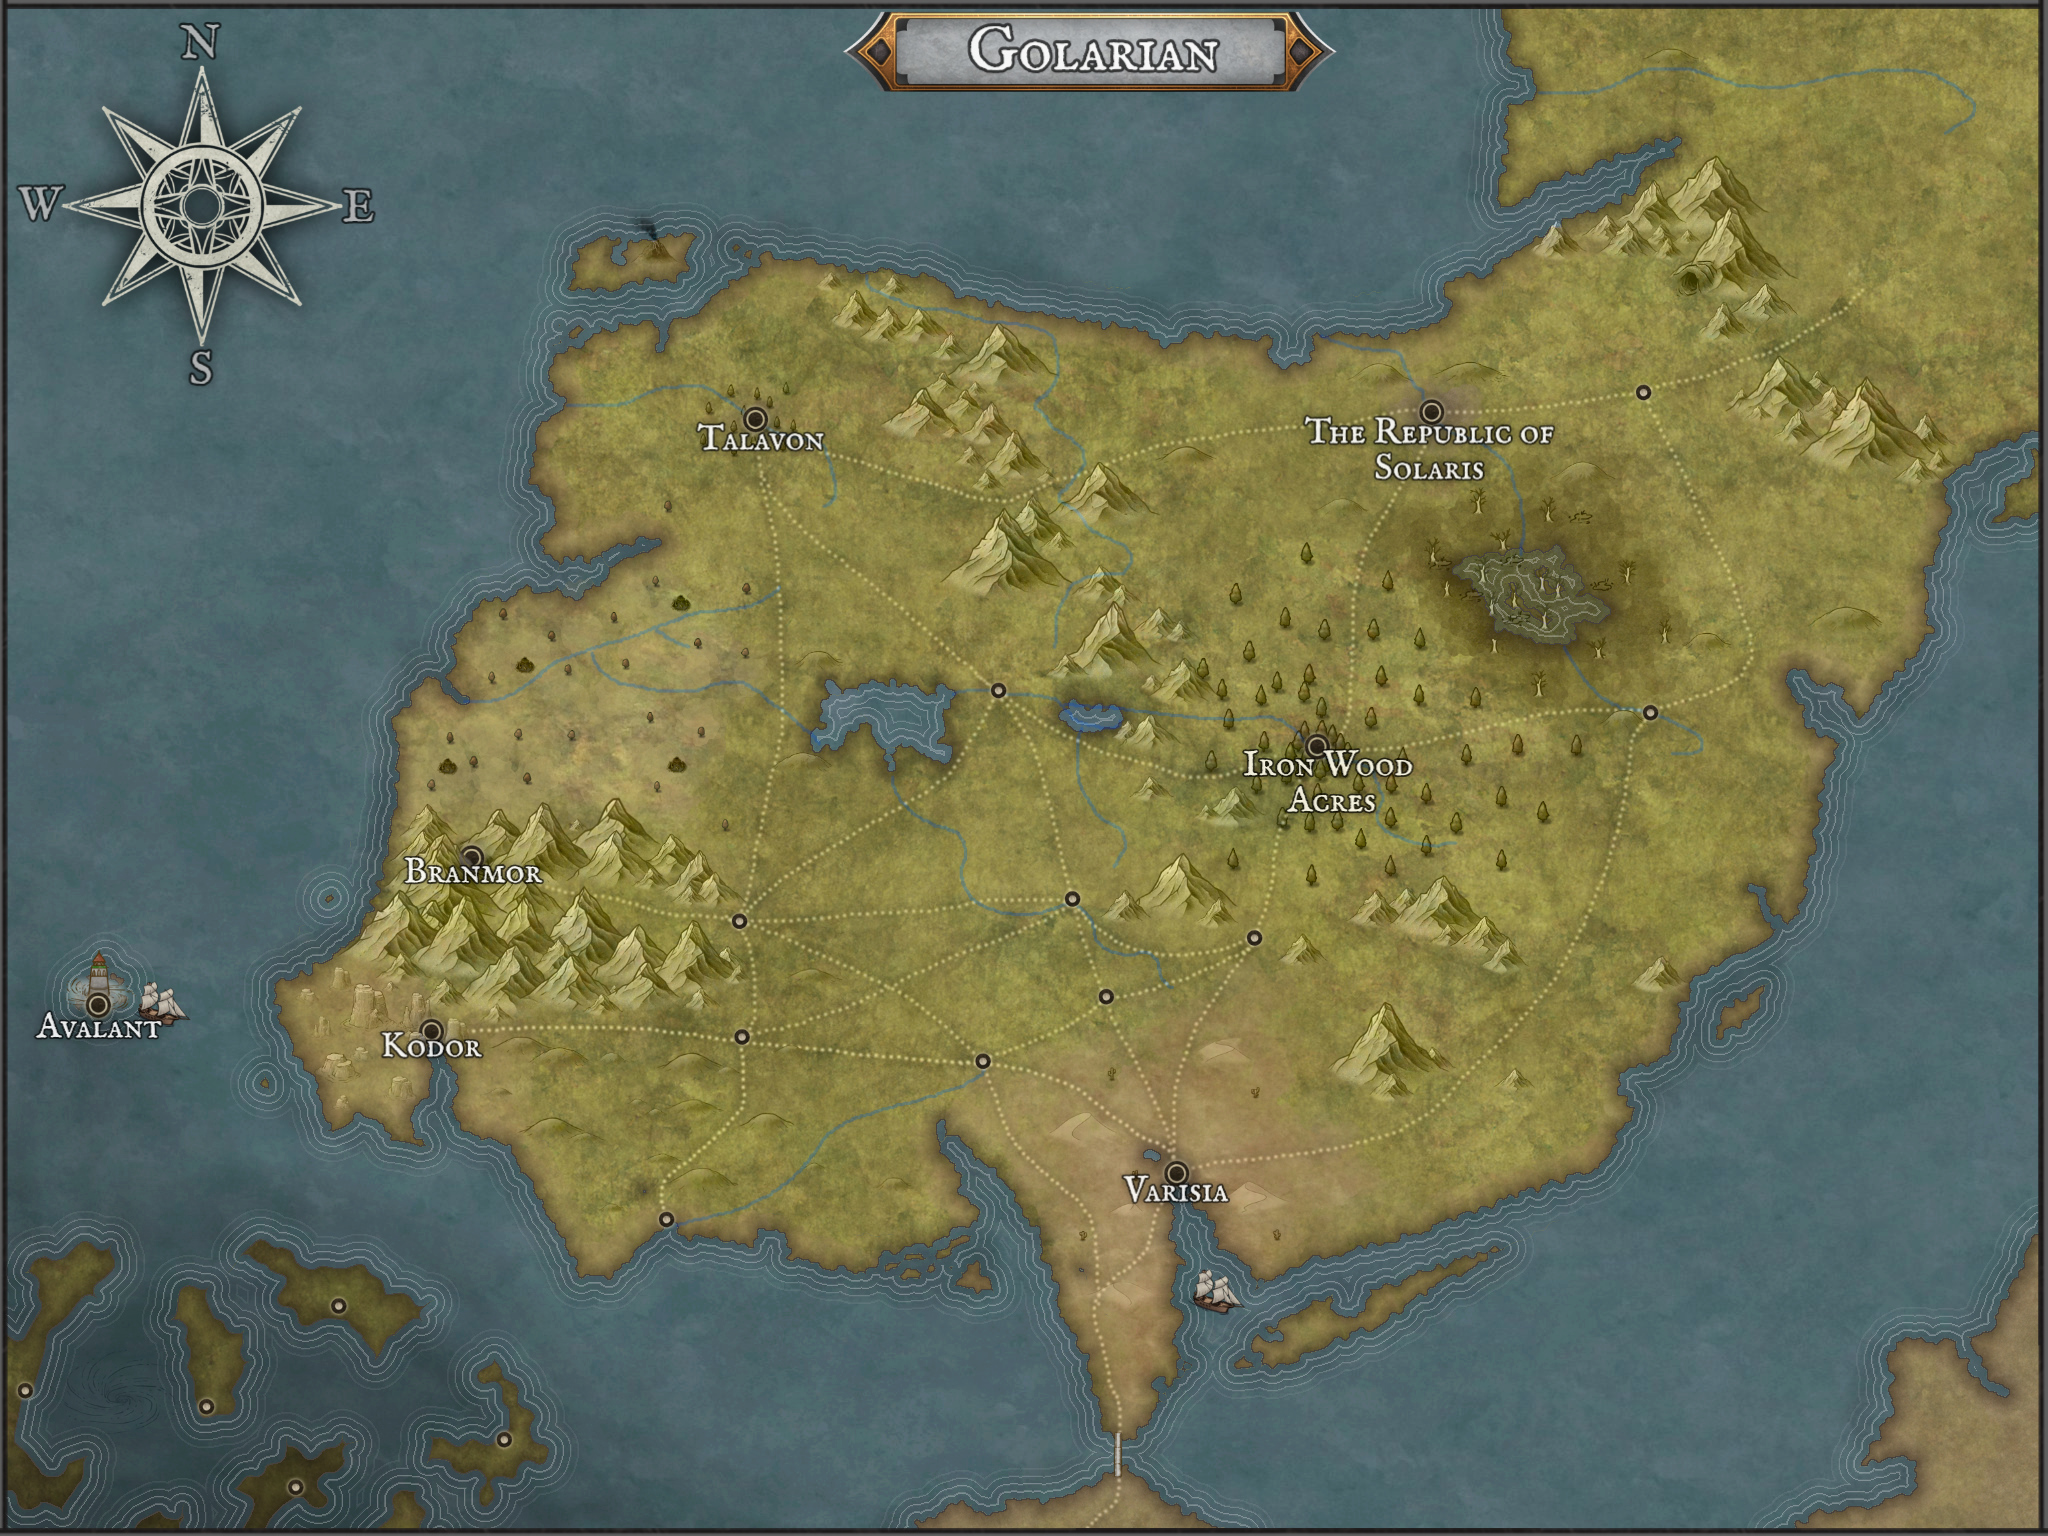 GOLARIAN
N
W
E
S
TALAVON
THE REPUBLIC OF
SOLARIS
IRON WOOD
ACRES
BRANMOR
AVALANT
KODOR
VARISIA